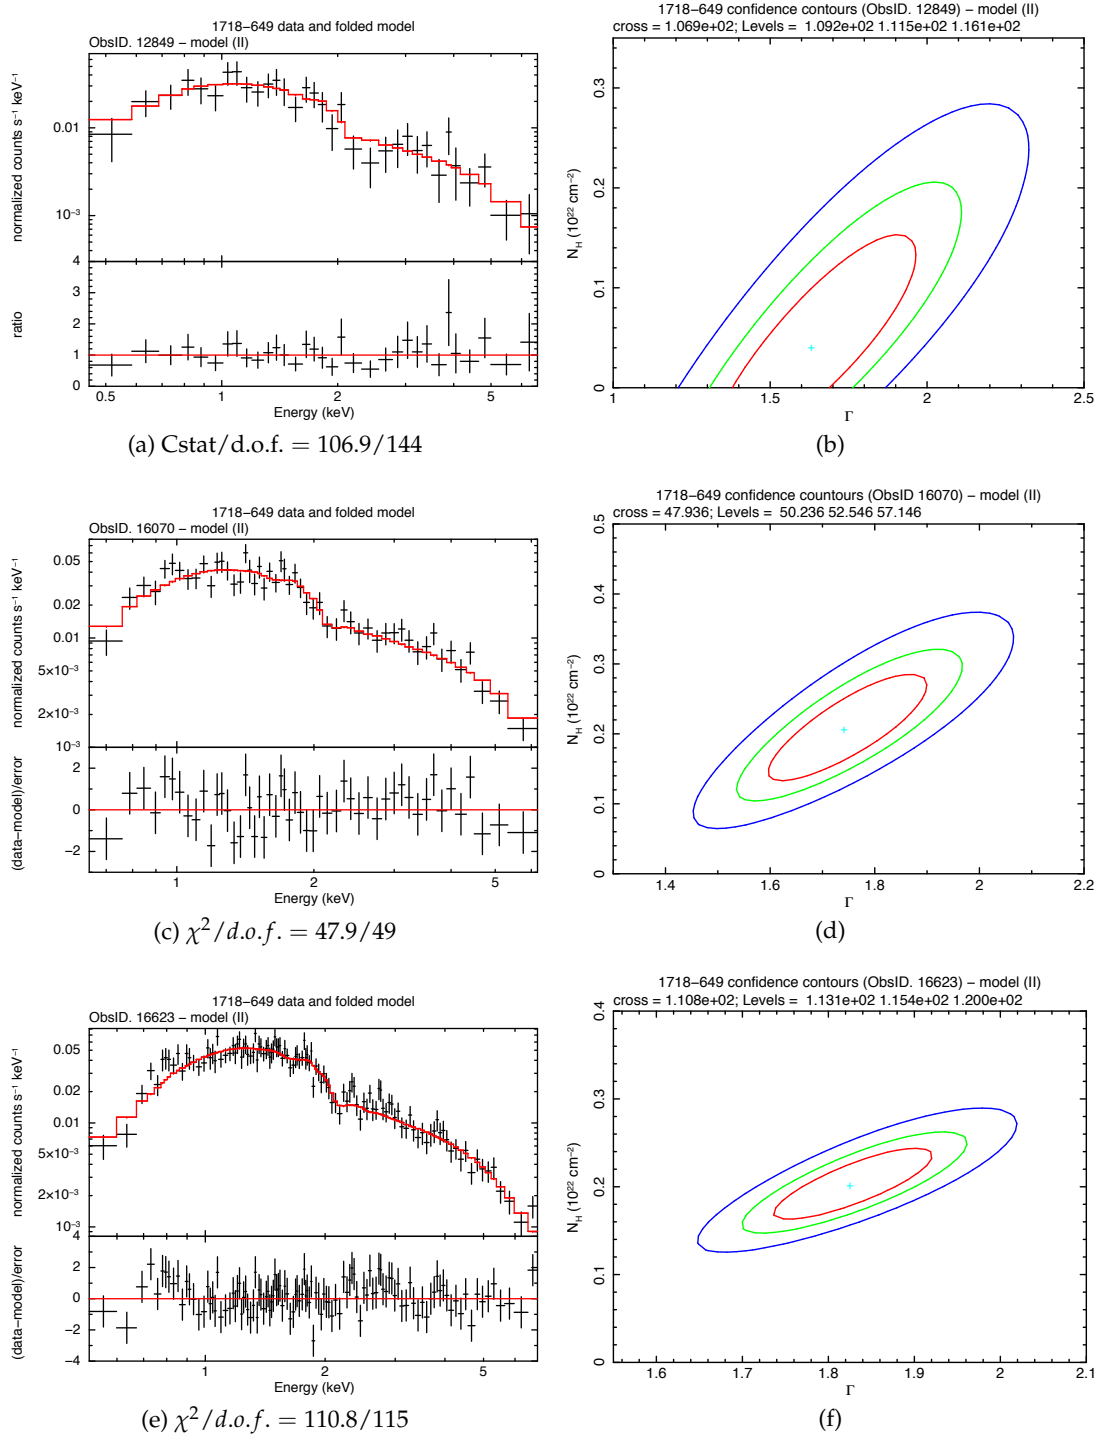 1718−649 data and folded model
ObsID. 12849 − model (II)
normalized counts s⁻¹ keV⁻¹
0.01
10⁻³
4
ratio
3
2
1
0
0.5 1 2 5
Energy (keV)
(a) Cstat/d.o.f. = 106.9/144
1718−649 confidence contours (ObsID. 12849) − model (II)
cross = 1.069e+02; Levels = 1.092e+02 1.115e+02 1.161e+02
N_H (10²² cm⁻²)
0.3
0.2
0.1
0
1 1.5 2 2.5
Γ
(b)
1718−649 data and folded model
ObsID. 16070 − model (II)
normalized counts s⁻¹ keV⁻¹
0.05
0.02
0.01
5×10⁻³
2×10⁻³
10⁻³
(data−model)/error
2
0
−2
1 2 5
Energy (keV)
(c) χ²/d.o.f. = 47.9/49
1718−649 confidence countours (ObsID 16070) − model (II)
cross = 47.936; Levels = 50.236 52.546 57.146
N_H (10²² cm⁻²)
0.5
0.4
0.3
0.2
0.1
0
1.4 1.6 1.8 2 2.2
Γ
(d)
1718−649 data and folded model
ObsID. 16623 − model (II)
normalized counts s⁻¹ keV⁻¹
0.05
0.02
0.01
5×10⁻³
2×10⁻³
10⁻³
4
(data−model)/error
2
0
−2
−4
1 2 5
Energy (keV)
(e) χ²/d.o.f. = 110.8/115
1718−649 confidence contours (ObsID. 16623) − model (II)
cross = 1.108e+02; Levels = 1.131e+02 1.154e+02 1.200e+02
N_H (10²² cm⁻²)
0.4
0.3
0.2
0.1
0
1.6 1.7 1.8 1.9 2 2.1
Γ
(f)